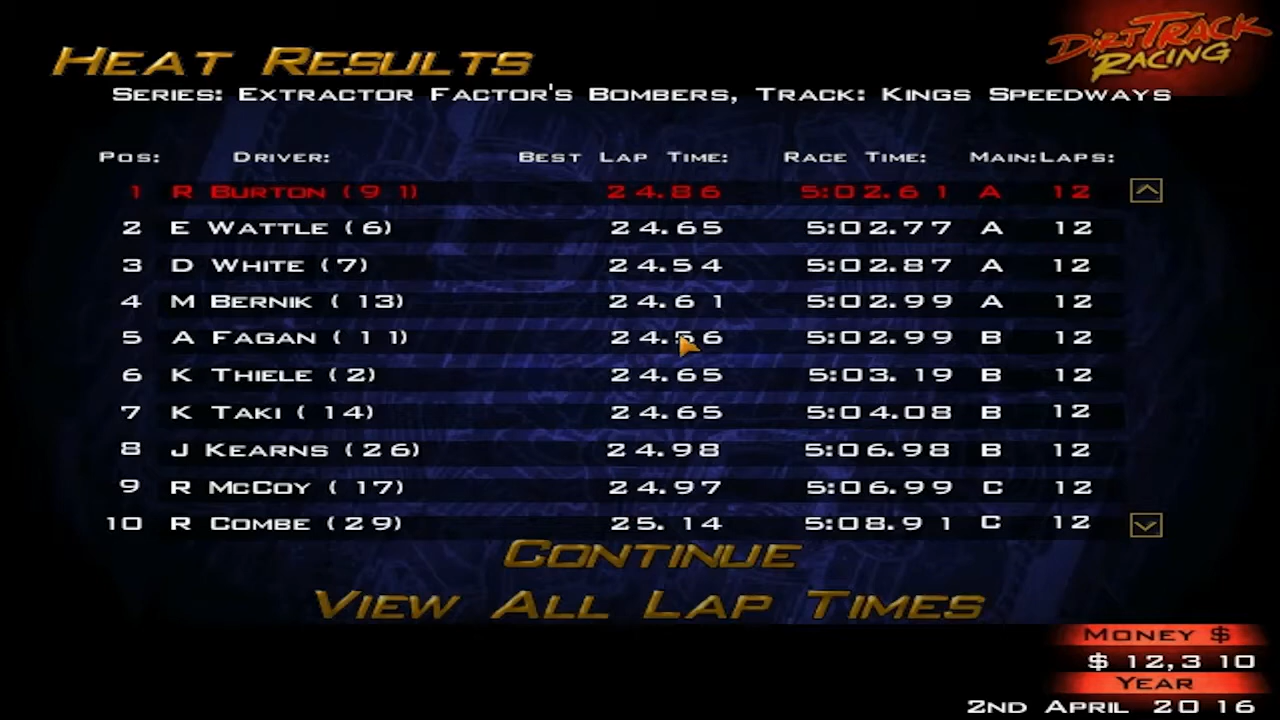 DIRT TRACK RACING
HEAT RESULTS
SERIES: EXTRACTOR FACTOR'S BOMBERS, TRACK: KINGS SPEEDWAYS
POS: DRIVER: BEST LAP TIME: RACE TIME: MAIN: LAPS:
1 R BURTON (91) 24.86 5:02.61 A 12
2 E WATTLE (6) 24.65 5:02.77 A 12
3 D WHITE (7) 24.54 5:02.87 A 12
4 M BERNIK (13) 24.61 5:02.99 A 12
5 A FAGAN (11) 24.56 5:02.99 B 12
6 K THIELE (2) 24.65 5:03.19 B 12
7 K TAKI (14) 24.65 5:04.08 B 12
8 J KEARNS (26) 24.98 5:06.98 B 12
9 R MCCOY (17) 24.97 5:06.99 C 12
10 R COMBE (29) 25.14 5:08.91 C 12
CONTINUE
VIEW ALL LAP TIMES
MONEY $
$ 12,310
YEAR
2ND APRIL 2016